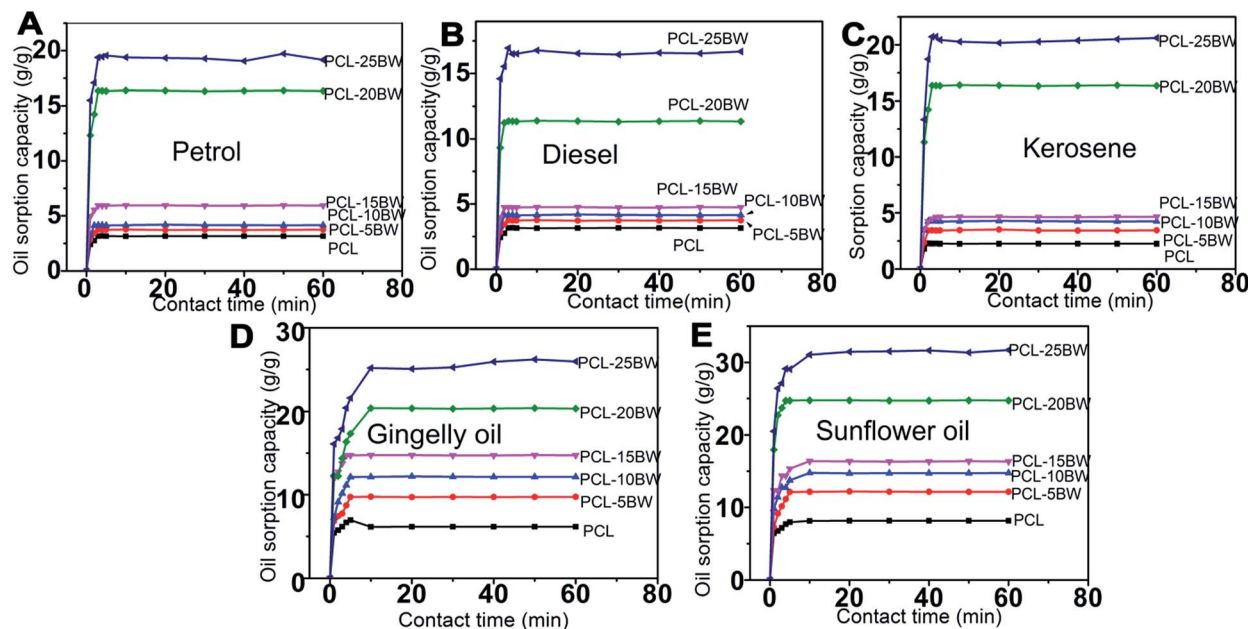 A
Oil sorption capacity (g/g)
20
15
10
5
0
0 20 40 60 80
Contact time (min)
Petrol
PCL-25BW
PCL-20BW
PCL-15BW
PCL-10BW
PCL-5BW
PCL
B
Oil sorption capacity(g/g)
15
10
5
0
0 20 40 60 80
Contact time(min)
Diesel
PCL-25BW
PCL-20BW
PCL-15BW
PCL-10BW
PCL-5BW
PCL
C
Sorption capacity (g/g)
20
15
10
5
0
0 20 40 60 80
Contact time (min)
Kerosene
PCL-25BW
PCL-20BW
PCL-15BW
PCL-10BW
PCL-5BW
PCL
D
Oil sorption capacity (g/g)
30
20
10
0
0 20 40 60 80
Contact time (min)
Gingelly oil
PCL-25BW
PCL-20BW
PCL-15BW
PCL-10BW
PCL-5BW
PCL
E
Oil sorption capacity (g/g)
30
20
10
0
0 20 40 60 80
Contact time (min)
Sunflower oil
PCL-25BW
PCL-20BW
PCL-15BW
PCL-10BW
PCL-5BW
PCL